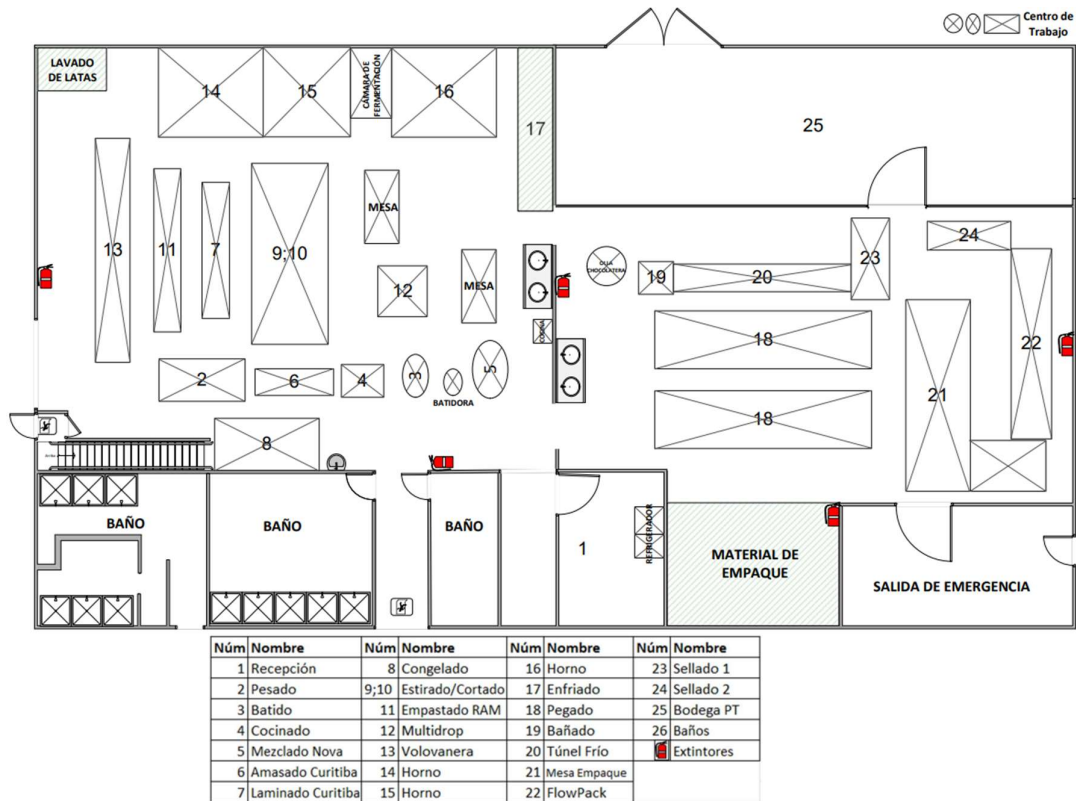 Centro de
Trabajo
LAVADO
DE LATAS
14
15
CÁMARA DE
FERMENTACIÓN
16
17
25
13
11
7
9;10
MESA
12
MESA
OLLA
CHOCOLATERA
19
20
23
24
COCINA
18
18
21
22
2
6
4
3
BATIDORA
5
8
Arriba
BAÑO
BAÑO
BAÑO
1
REFRIGERADOR
MATERIAL DE
EMPAQUE
SALIDA DE EMERGENCIA
Núm Nombre Núm Nombre Núm Nombre Núm Nombre
1 Recepción 8 Congelado 16 Horno 23 Sellado 1
2 Pesado 9;10 Estirado/Cortado 17 Enfriado 24 Sellado 2
3 Batido 11 Empastado RAM 18 Pegado 25 Bodega PT
4 Cocinado 12 Multidrop 19 Bañado 26 Baños
5 Mezclado Nova 13 Volovanera 20 Túnel Frío Extintores
6 Amasado Curitiba 14 Horno 21 Mesa Empaque
7 Laminado Curitiba 15 Horno 22 FlowPack